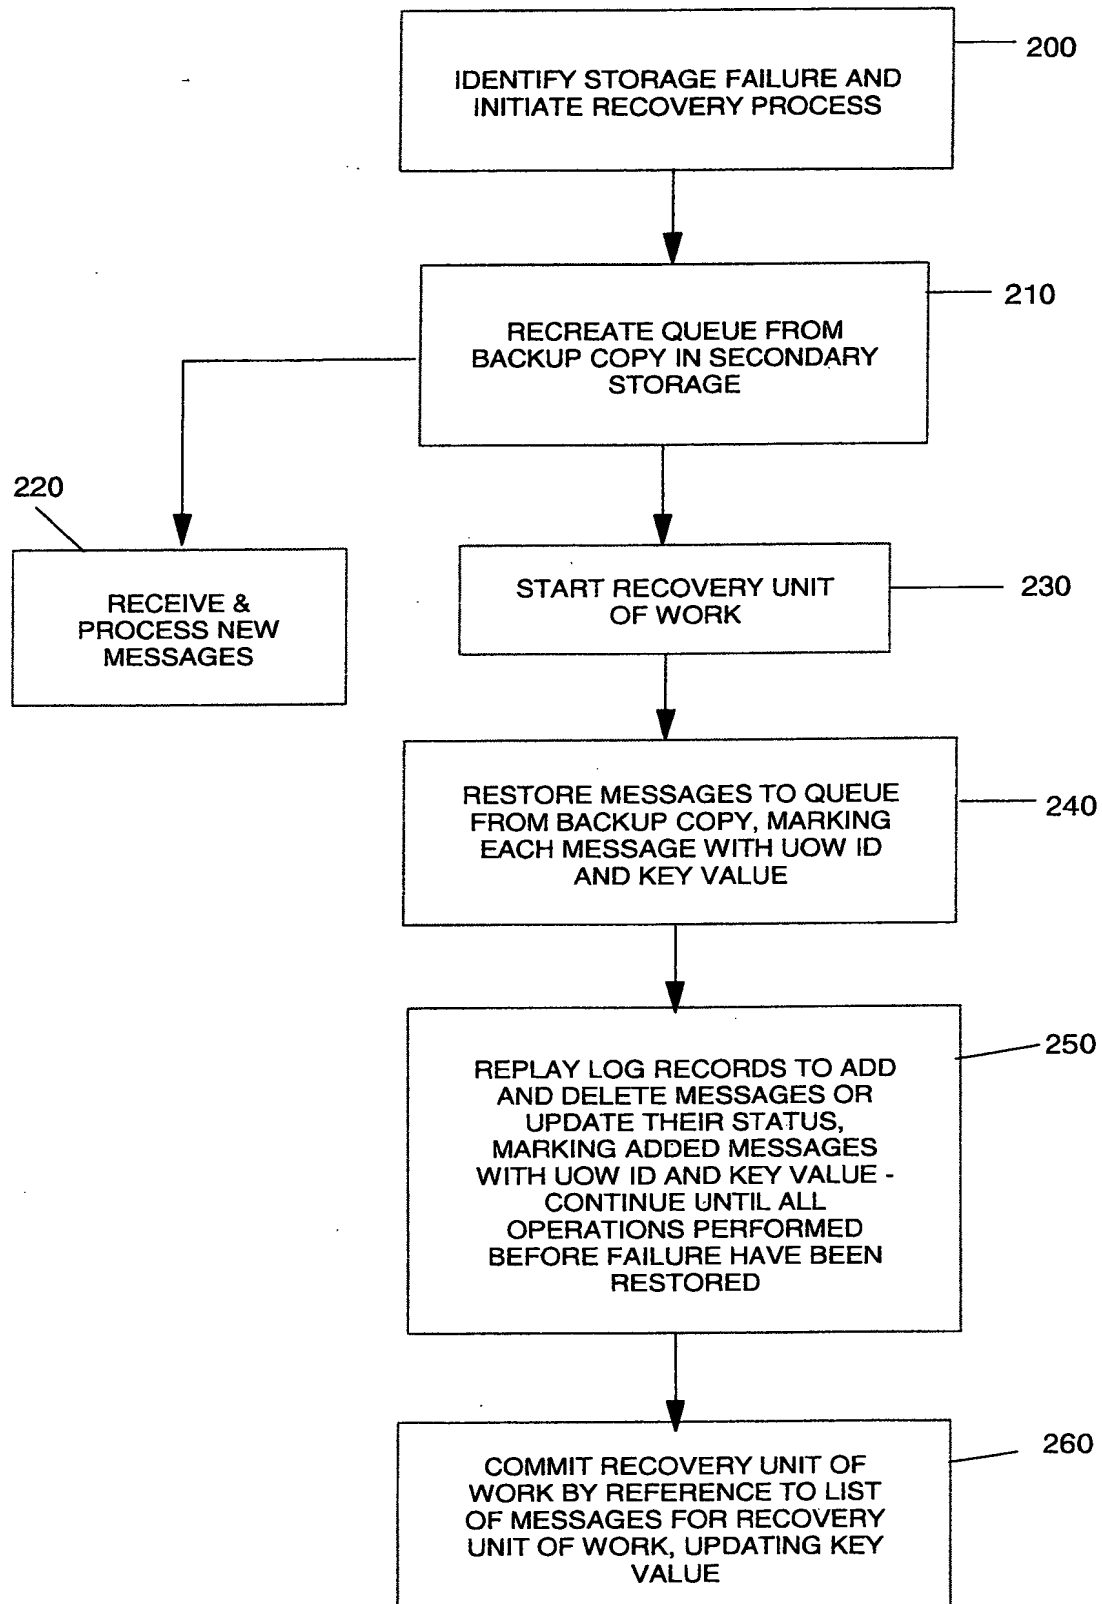 200
IDENTIFY STORAGE FAILURE AND
INITIATE RECOVERY PROCESS
210
RECREATE QUEUE FROM
BACKUP COPY IN SECONDARY
STORAGE
220
RECEIVE &
PROCESS NEW
MESSAGES
START RECOVERY UNIT
OF WORK
230
RESTORE MESSAGES TO QUEUE
FROM BACKUP COPY, MARKING
EACH MESSAGE WITH UOW ID
AND KEY VALUE
240
250
REPLAY LOG RECORDS TO ADD
AND DELETE MESSAGES OR
UPDATE THEIR STATUS,
MARKING ADDED MESSAGES
WITH UOW ID AND KEY VALUE -
CONTINUE UNTIL ALL
OPERATIONS PERFORMED
BEFORE FAILURE HAVE BEEN
RESTORED
260
COMMIT RECOVERY UNIT OF
WORK BY REFERENCE TO LIST
OF MESSAGES FOR RECOVERY
UNIT OF WORK, UPDATING KEY
VALUE